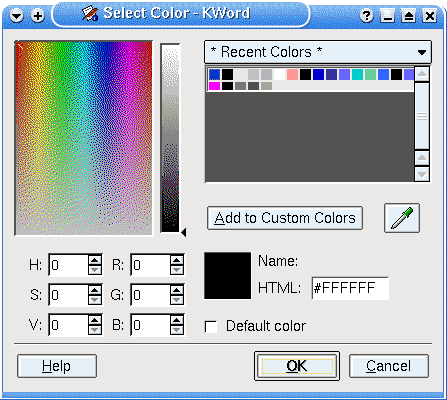 Select Color - KWord
* Recent Colors *
Add to Custom Colors
H: 0 R: 0
S: 0 G: 0
V: 0 B: 0
Name:
HTML: #FFFFFF
Default color
Help
OK
Cancel